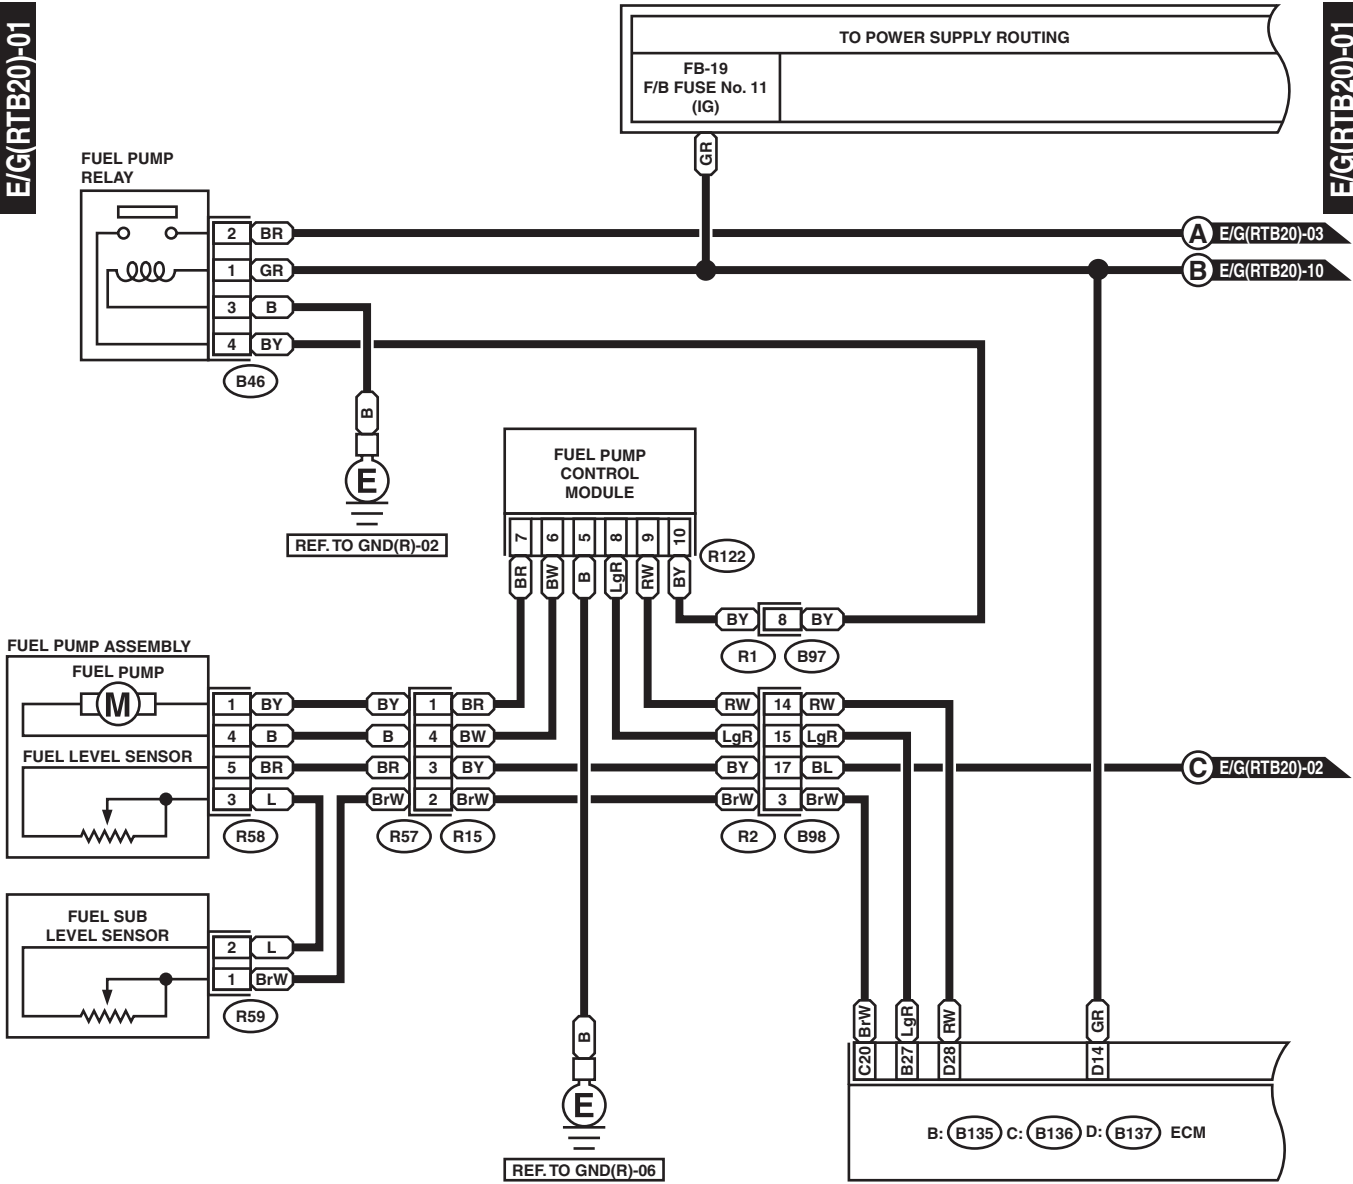 E/G(RTB20)-01
E/G(RTB20)-01
TO POWER SUPPLY ROUTING
FB-19
F/B FUSE No. 11
(IG)
GR
FUEL PUMP
RELAY
2 BR
A E/G(RTB20)-03
1 GR
B E/G(RTB20)-10
3 B
4 BY
B46
B
E
REF. TO GND(R)-02
FUEL PUMP
CONTROL
MODULE
7 6 5 8 9 10
R122
BR BW B LgR RW BY
BY 8 BY
R1 B97
FUEL PUMP ASSEMBLY
FUEL PUMP
M
1 BY BY 1 BR RW 14 RW
4 B B 4 BW LgR 15 LgR
FUEL LEVEL SENSOR
5 BR BR 3 BY BY 17 BL
C E/G(RTB20)-02
3 L BrW 2 BrW BrW 3 BrW
R58 R57 R15 R2 B98
FUEL SUB
LEVEL SENSOR
2 L
1 BrW
R59
B
E
REF. TO GND(R)-06
BrW LgR RW GR
C20 B27 D28 D14
B: B135 C: B136 D: B137 ECM